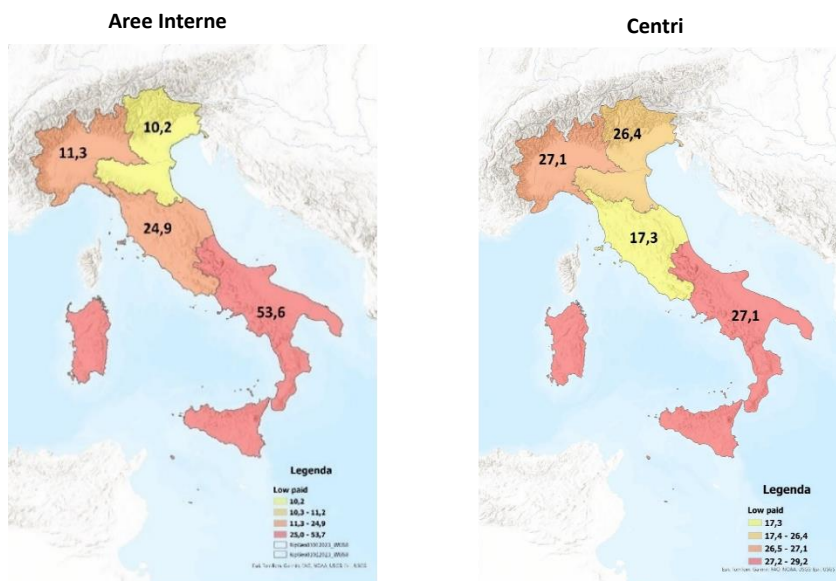 Aree Interne
10,2
11,3
24,9
53,6
Legenda
Low paid
10,2
10,3 - 11,2
11,3 - 24,9
25,0 - 53,7
Centri
26,4
27,1
17,3
27,1
Legenda
Low paid
17,3
17,4 - 26,4
26,5 - 27,1
27,2 - 29,2